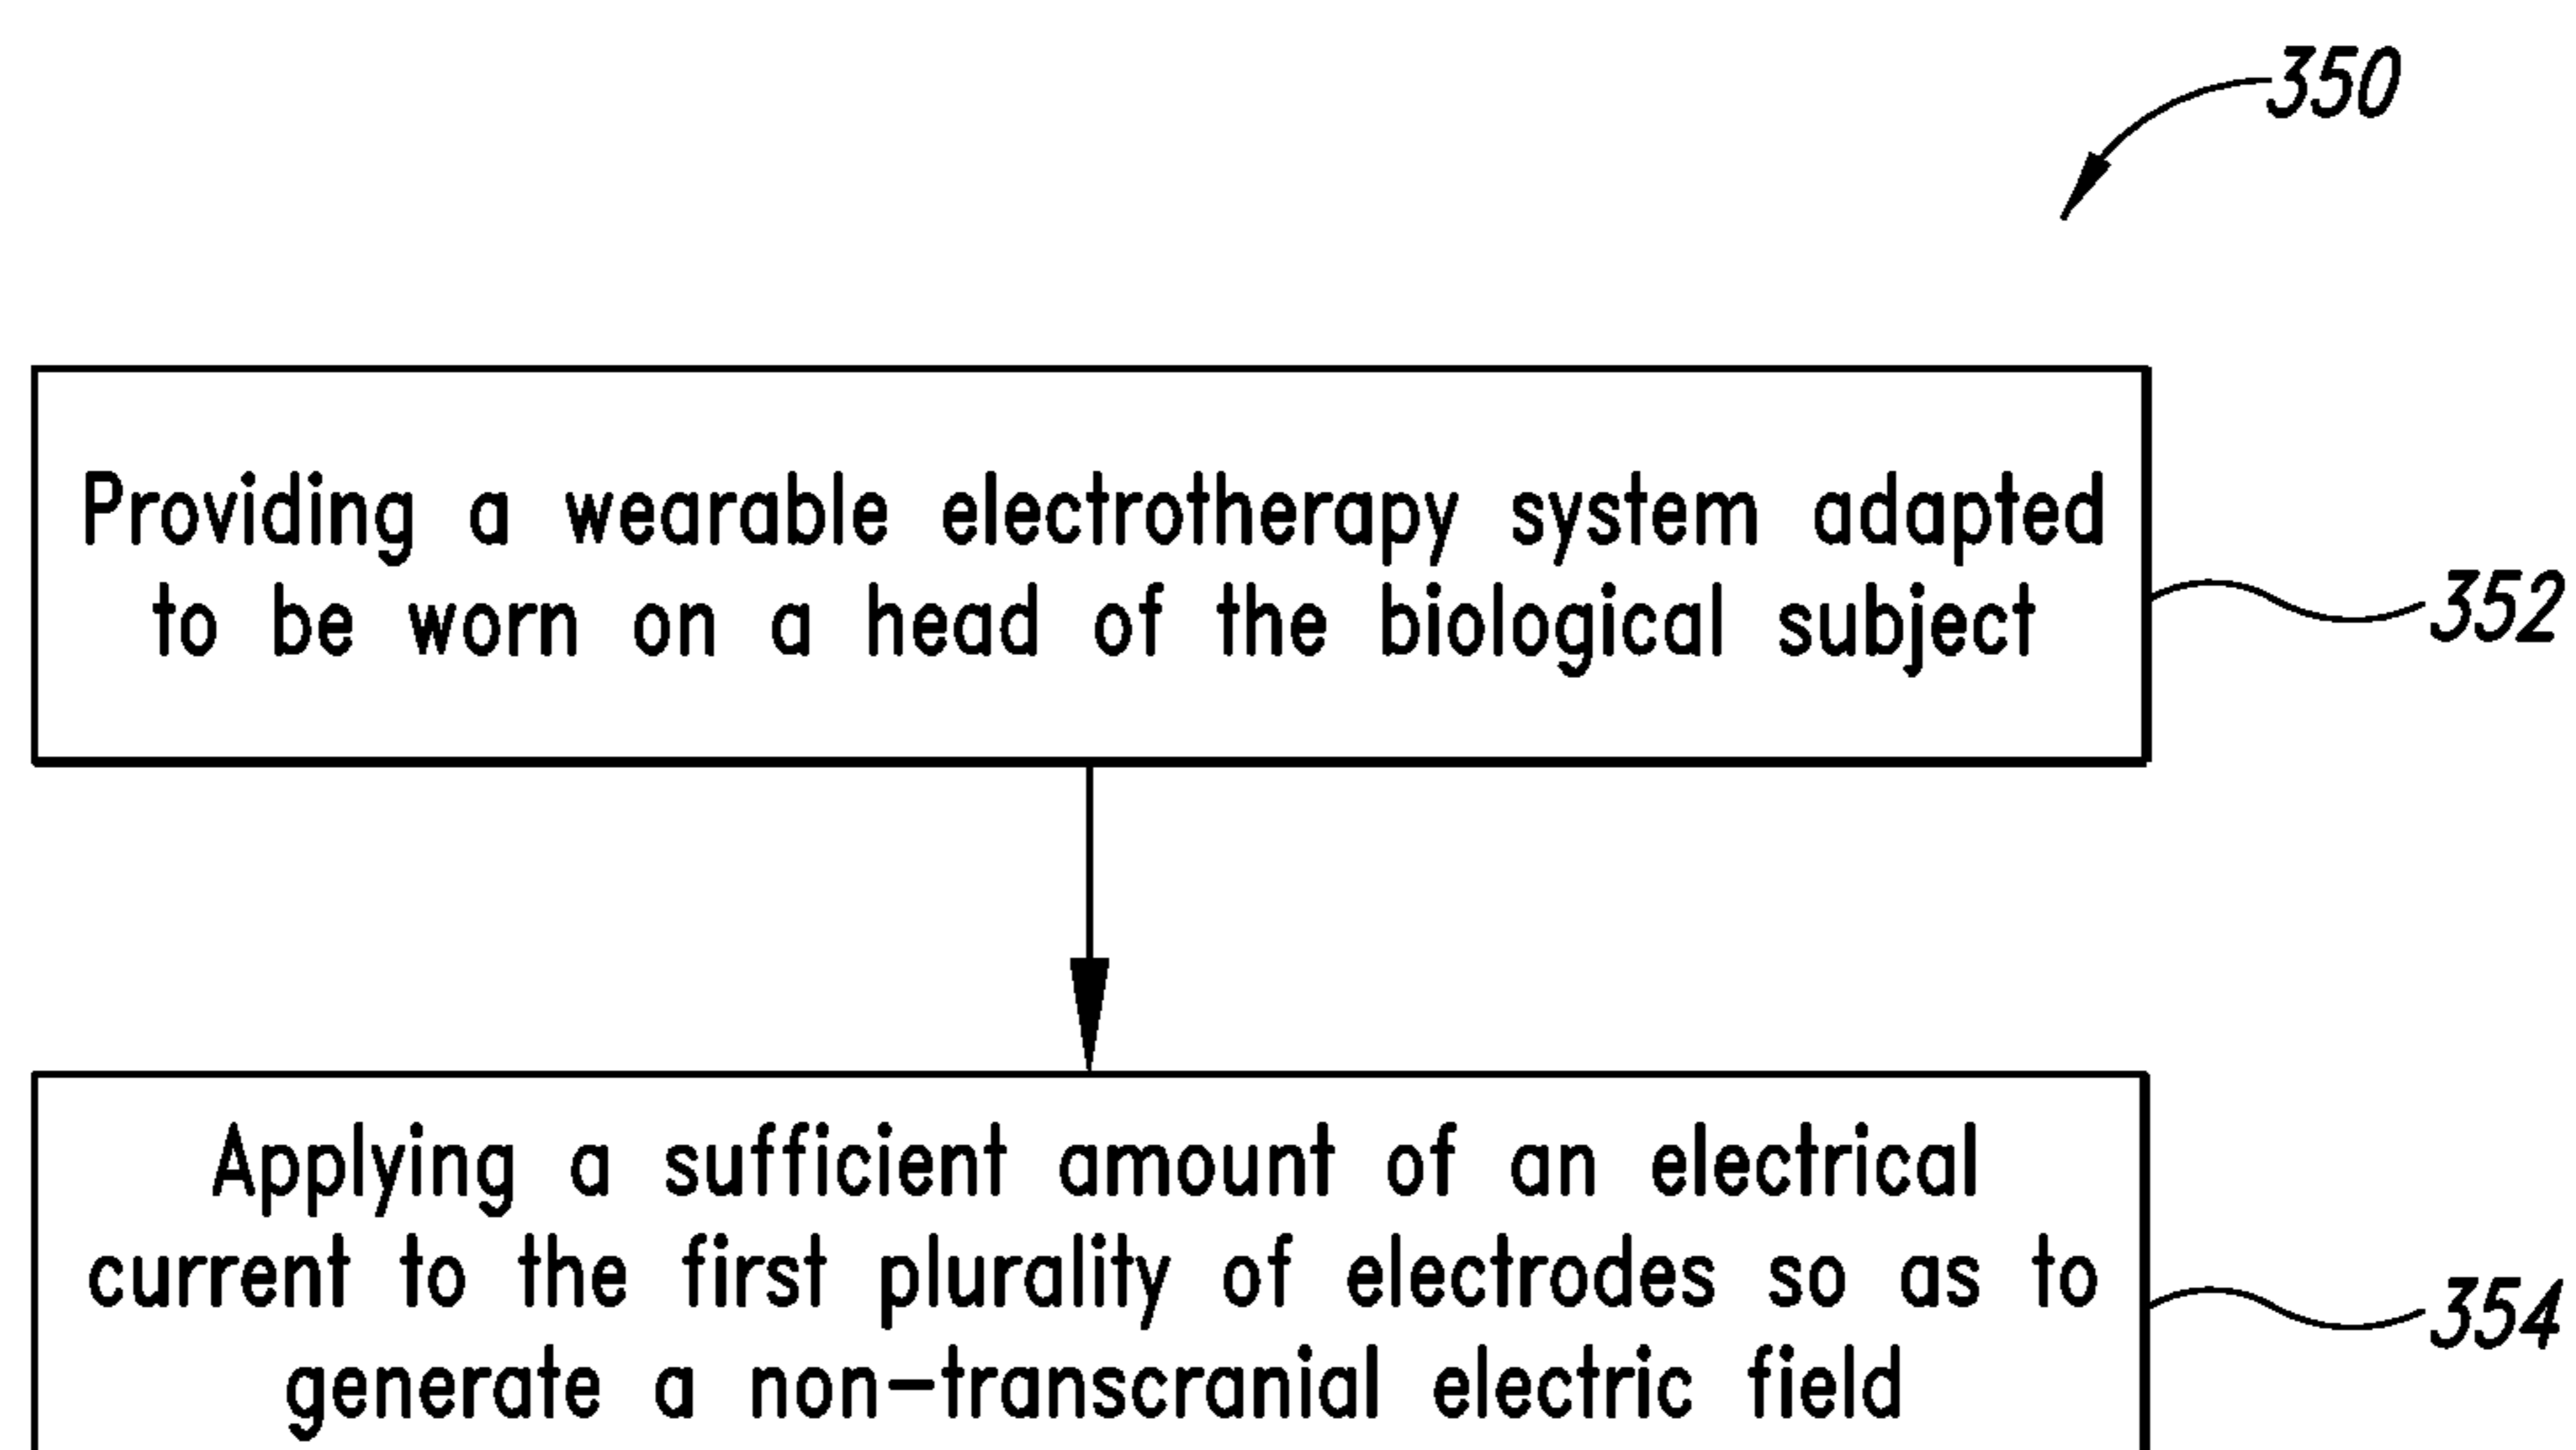 350
Providing a wearable electrotherapy system adapted
to be worn on a head of the biological subject
352
Applying a sufficient amount of an electrical
current to the first plurality of electrodes so as to
generate a non-transcranial electric field
354